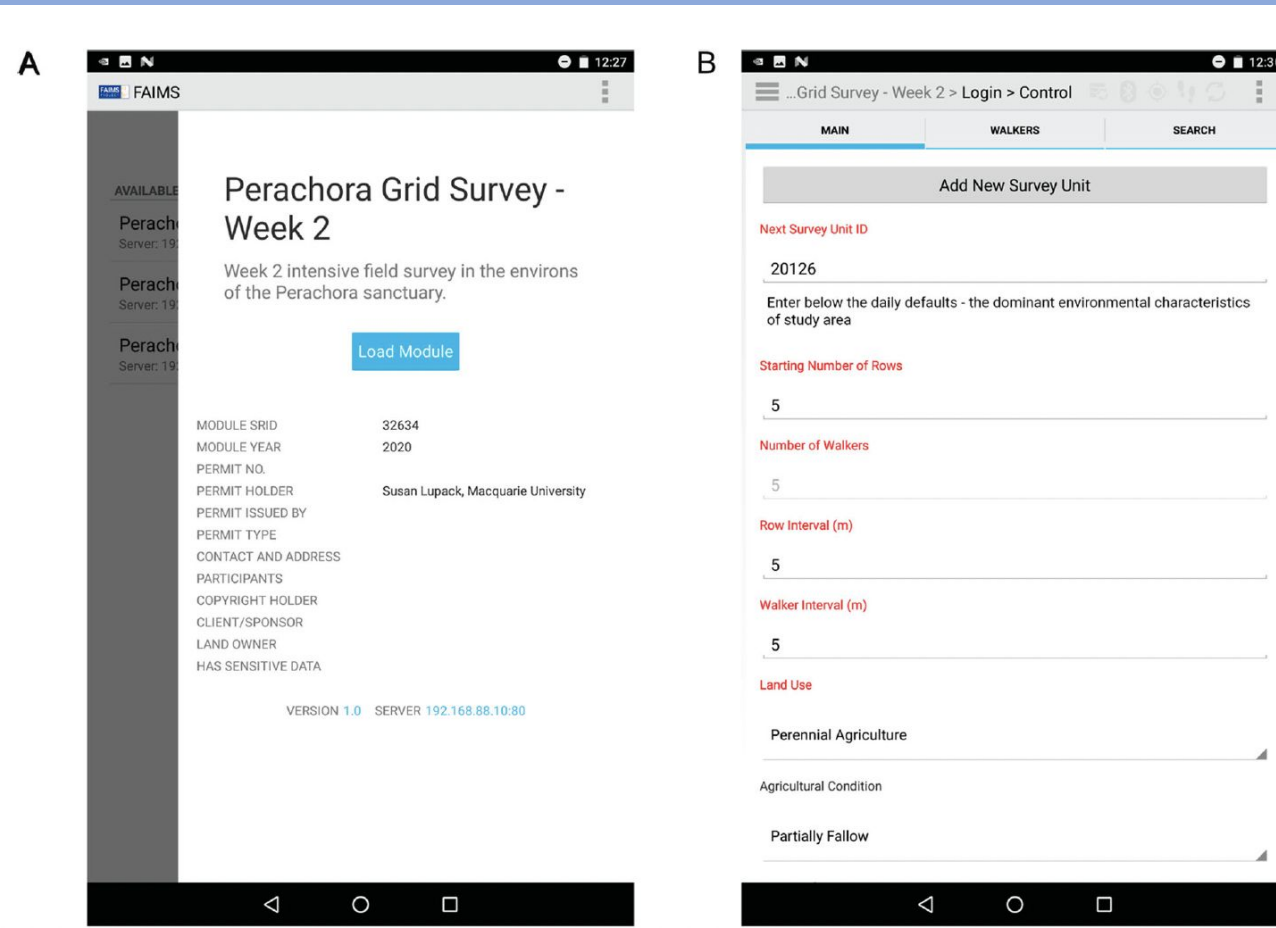 A
12:27
FAIMS
AVAILABLE
Perachora Grid Survey -
Week 2
Server: 19
Week 2 intensive field survey in the environs
of the Perachora sanctuary.
Server: 19
Load Module
Server: 19
MODULE SRID 32634
MODULE YEAR 2020
PERMIT NO.
PERMIT HOLDER Susan Lupack, Macquarie University
PERMIT ISSUED BY
PERMIT TYPE
CONTACT AND ADDRESS
PARTICIPANTS
COPYRIGHT HOLDER
CLIENT/SPONSOR
LAND OWNER
HAS SENSITIVE DATA
VERSION 1.0 SERVER 192.168.88.10:80
B
...Grid Survey - Week 2 > Login > Control
MAIN WALKERS SEARCH
Add New Survey Unit
Next Survey Unit ID
20126
Enter below the daily defaults - the dominant environmental characteristics
of study area
Starting Number of Rows
5
Number of Walkers
5
Row Interval (m)
5
Walker Interval (m)
5
Land Use
Perennial Agriculture
Agricultural Condition
Partially Fallow